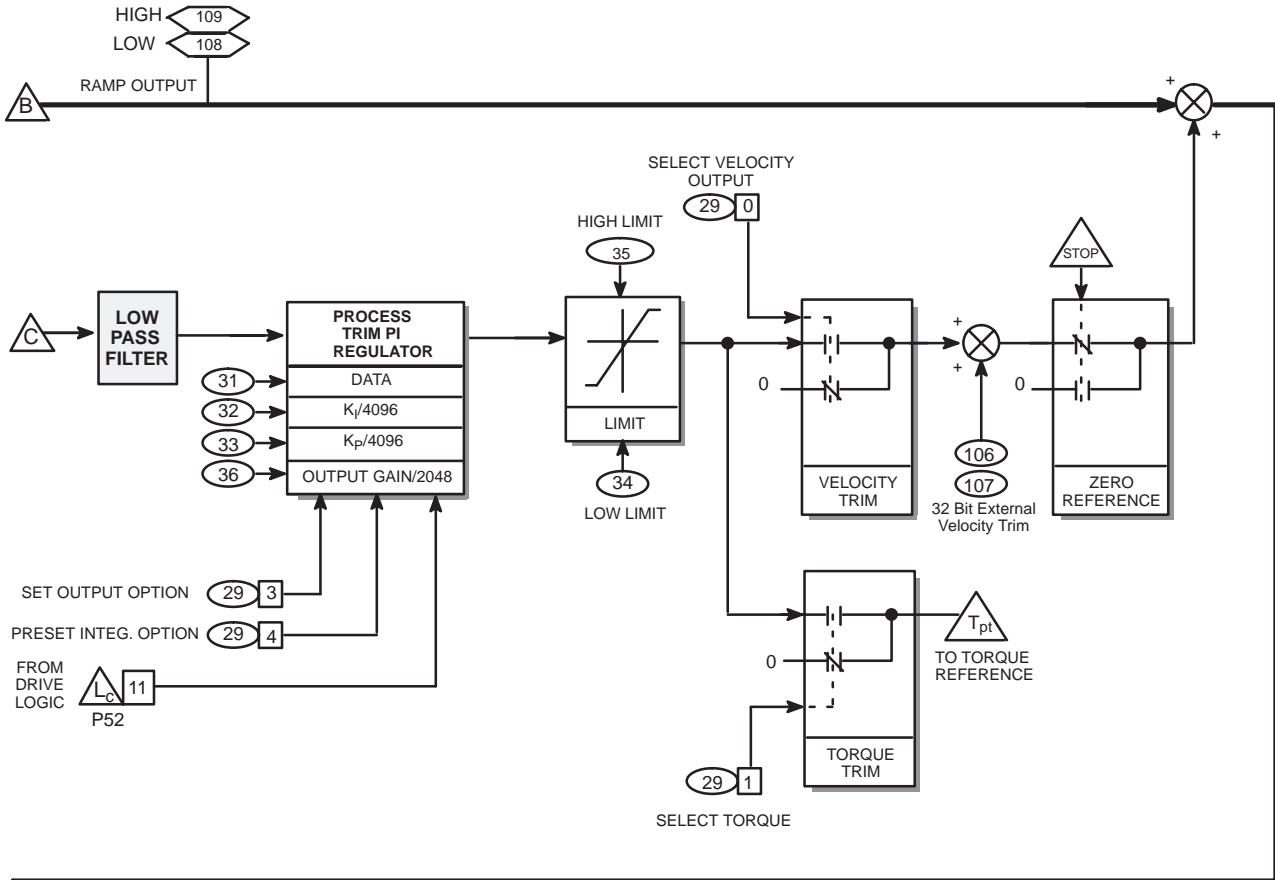 HIGH 109
LOW 108
RAMP OUTPUT
B
+
+
SELECT VELOCITY
OUTPUT
29 0
HIGH LIMIT
35
STOP
C
LOW
PASS
FILTER
PROCESS
TRIM PI
REGULATOR
31 DATA
32 KI/4096
33 KP/4096
36 OUTPUT GAIN/2048
LIMIT
34
LOW LIMIT
0
VELOCITY
TRIM
+
+
106
107
32 Bit External
Velocity Trim
0
ZERO
REFERENCE
SET OUTPUT OPTION 29 3
PRESET INTEG. OPTION 29 4
FROM
DRIVE
LOGIC
Lc 11
P52
0
Tpt
TO TORQUE
REFERENCE
TORQUE
TRIM
29 1
SELECT TORQUE